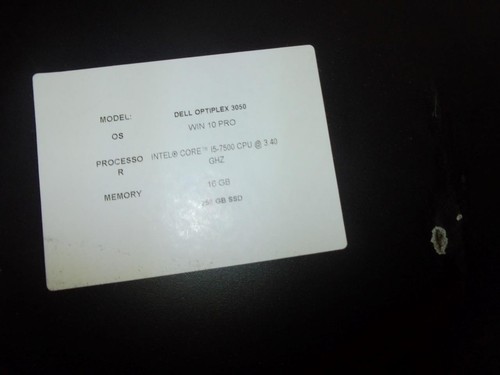 MODEL: DELL OPTIPLEX 3050
OS WIN 10 PRO
PROCESSO INTEL® CORE™ I5-7500 CPU @ 3.40
R GHZ
MEMORY 16 GB
GB SSD